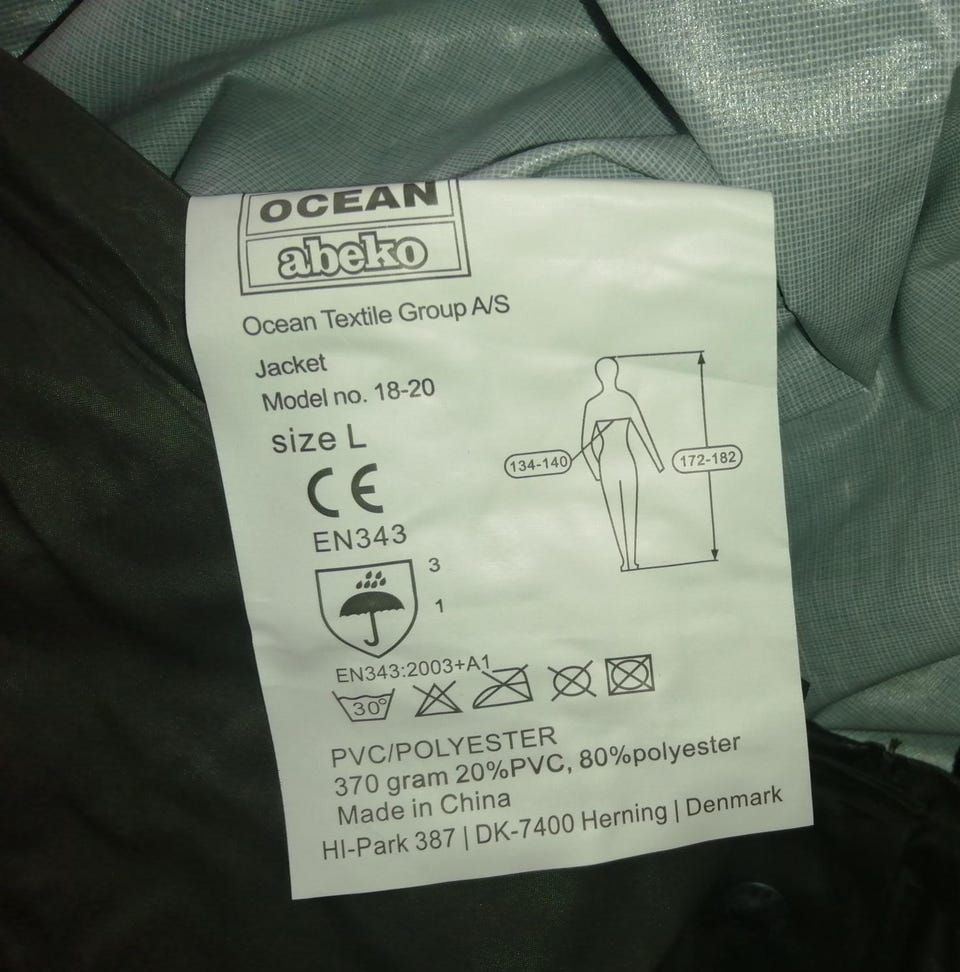 OCEAN
abeko
Ocean Textile Group A/S
Jacket
Model no. 18-20
size L
134-140
172-182
CE
EN343
3
1
EN343:2003+A1
30°
PVC/POLYESTER
370 gram 20%PVC, 80%polyester
Made in China
HI-Park 387 | DK-7400 Herning | Denmark